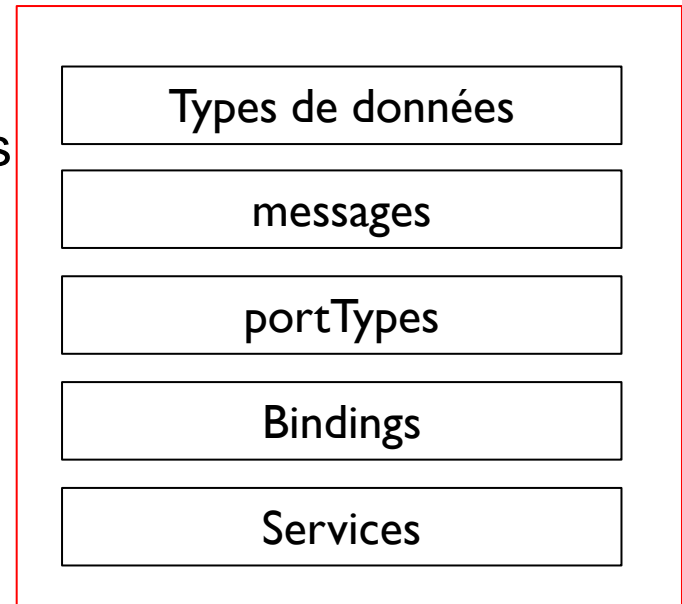 Types de données
s
messages
portTypes
Bindings
Services